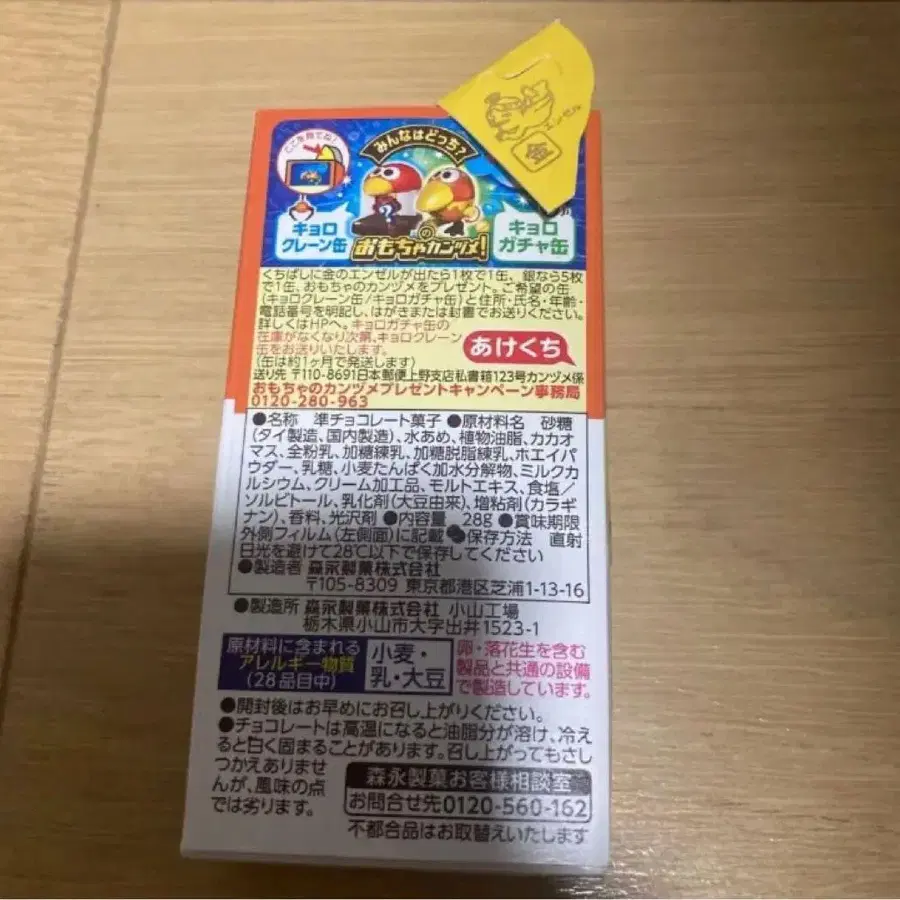 エンゼル
金
ここを育てね!
みんなはどっち?
キョロ
クレーン缶
の
おもちゃのカンヅメ!
キョロ
ガチャ缶
くちばしに金のエンゼルが出たら1枚で1缶、銀なら5枚
で1缶、おもちゃのカンヅメをプレゼント。ご希望の缶
(キョロクレーン缶/キョロガチャ缶)と住所・氏名・年齢・
電話番号を明記し、はがきまたは封書でお送りください。
詳しくはHPへ。キョロガチャ缶の
在庫がなくなり次第、キョロクレーン
缶をお送りいたします。
(缶は約1ヶ月で発送します)
あけくち
送り先 〒110-8691日本郵便上野支店私書箱123号カンヅメ係
おもちゃのカンヅメプレゼントキャンペーン事務局
0120-280-963
●名称 準チョコレート菓子 ●原材料名 砂糖
(タイ製造、国内製造)、水あめ、植物油脂、カカオ
マス、全粉乳、加糖練乳、加糖脱脂練乳、ホエイパ
ウダー、乳糖、小麦たんぱく加水分解物、ミルクカ
ルシウム、クリーム加工品、モルトエキス、食塩/
ソルビトール、乳化剤(大豆由来)、増粘剤(カラギ
ナン)、香料、光沢剤 ●内容量 28g ●賞味期限
外側フィルム(左側面)に記載 ●保存方法 直射
日光を避けて28℃以下で保存してください
●製造者 森永製菓株式会社
〒105-8309 東京都港区芝浦1-13-16
●製造所 森永製菓株式会社 小山工場
栃木県小山市大字出井1523-1
原材料に含まれる
アレルギー物質
(28品目中)
小麦・
乳・大豆
卵・落花生を含む
製品と共通の設備
で製造しています。
●開封後はお早めにお召し上がりください。
●チョコレートは高温になると油脂分が溶け、冷え
ると白く固まることがあります。召し上がってもさし
つかえありませ
んが、風味の点
では劣ります。
森永製菓お客様相談室
お問合せ先0120-560-162
不都合品はお取替えいたします